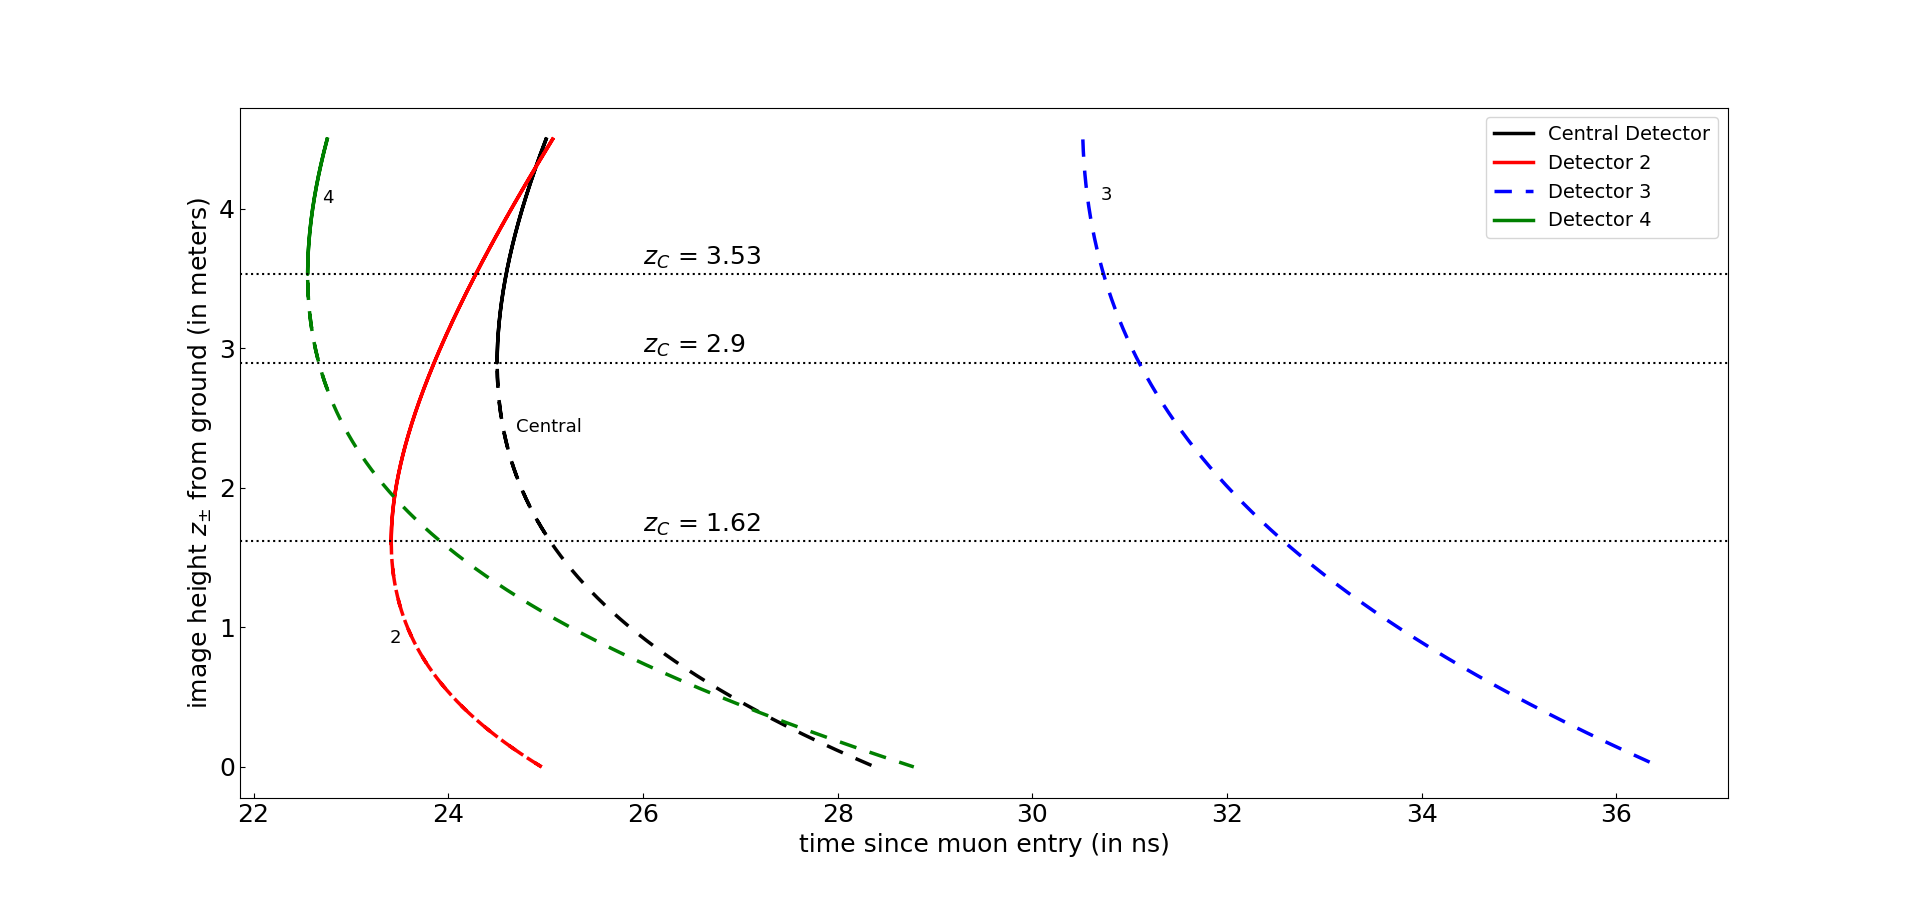 Central Detector
Detector 2
Detector 3
Detector 4
4
3
z_C = 3.53
z_C = 2.9
Central
z_C = 1.62
2
4
3
2
1
0
image height z_± from ground (in meters)
22 24 26 28 30 32 34 36
time since muon entry (in ns)